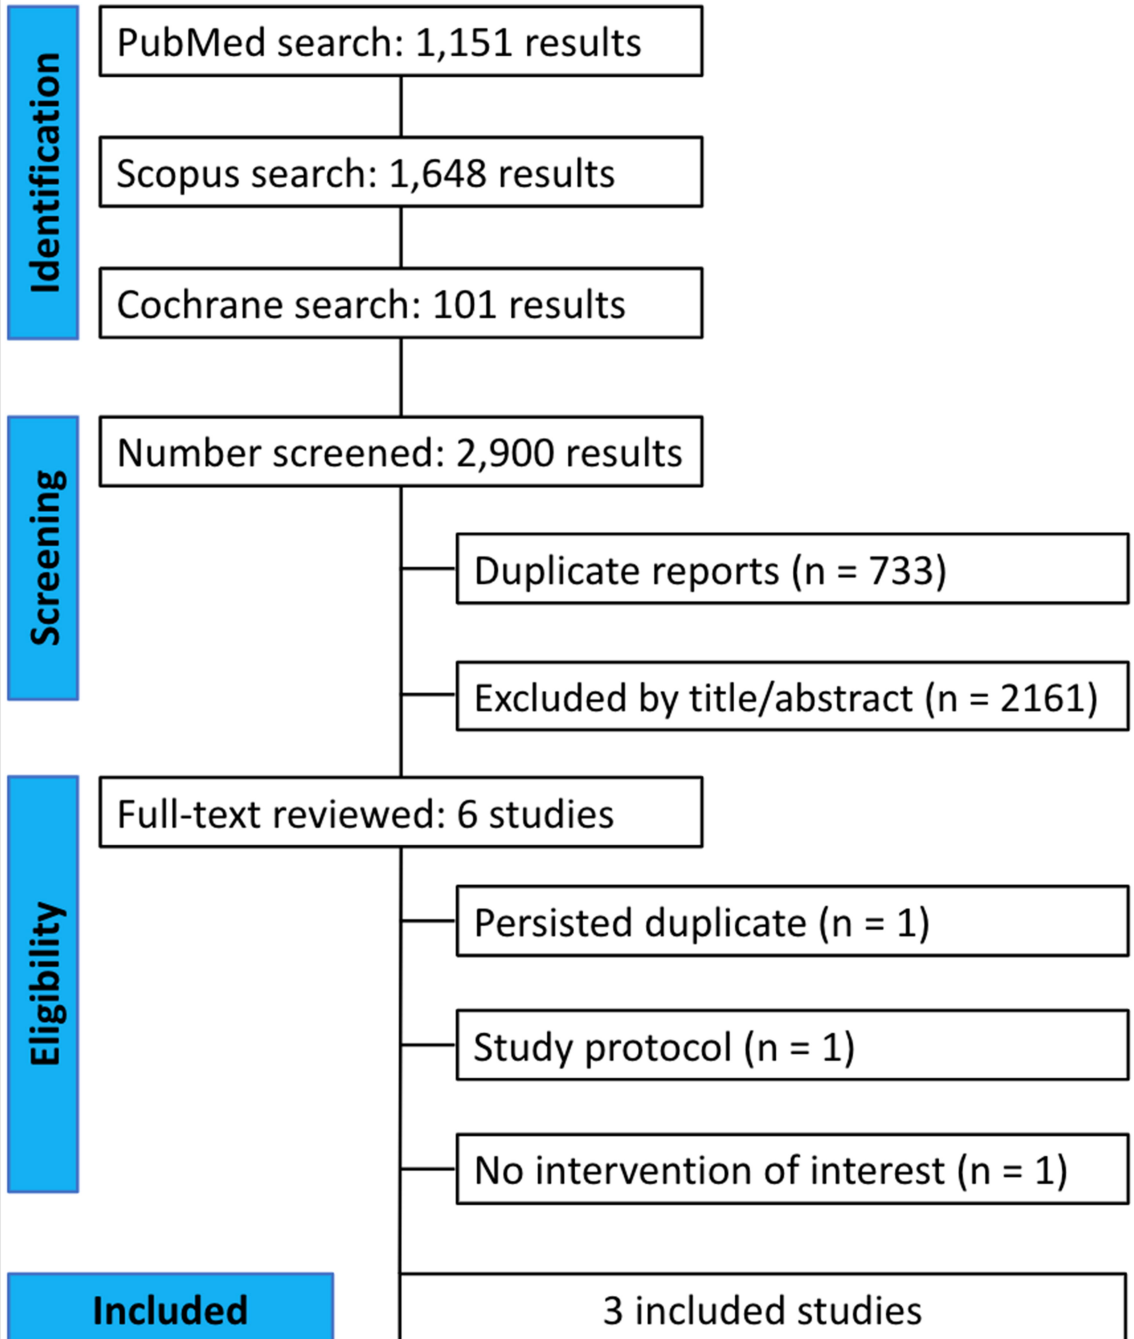 Identification
PubMed search: 1,151 results
Scopus search: 1,648 results
Cochrane search: 101 results
Screening
Number screened: 2,900 results
Duplicate reports (n = 733)
Excluded by title/abstract (n = 2161)
Eligibility
Full-text reviewed: 6 studies
Persisted duplicate (n = 1)
Study protocol (n = 1)
No intervention of interest (n = 1)
Included
3 included studies